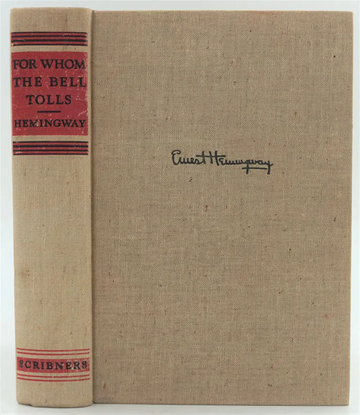 FOR WHOM
THE BELL
TOLLS
HEMINGWAY
SCRIBNERS
Ernest Hemingway